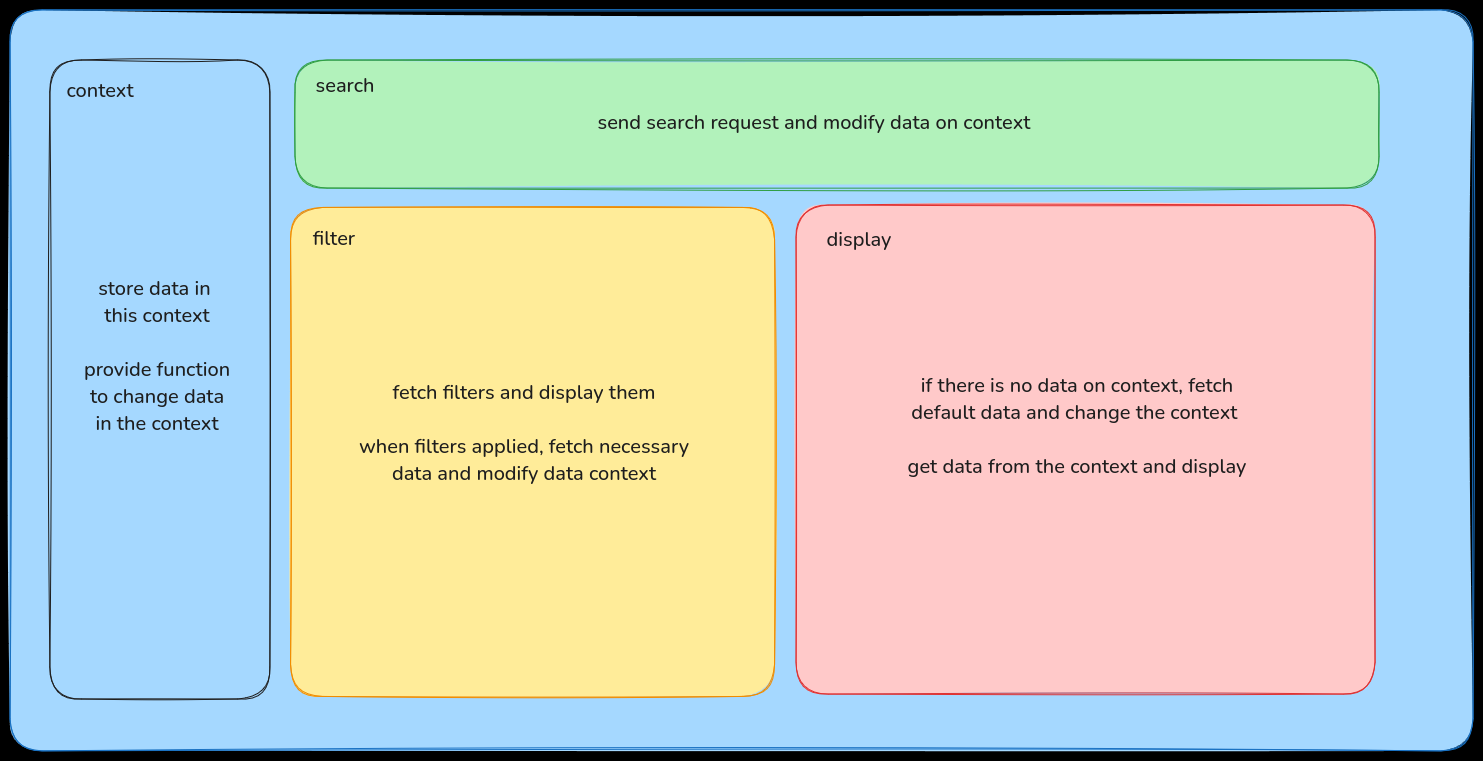 context
store data in
this context
provide function
to change data
in the context
search
send search request and modify data on context
filter
fetch filters and display them
when filters applied, fetch necessary
data and modify data context
display
if there is no data on context, fetch
default data and change the context
get data from the context and display